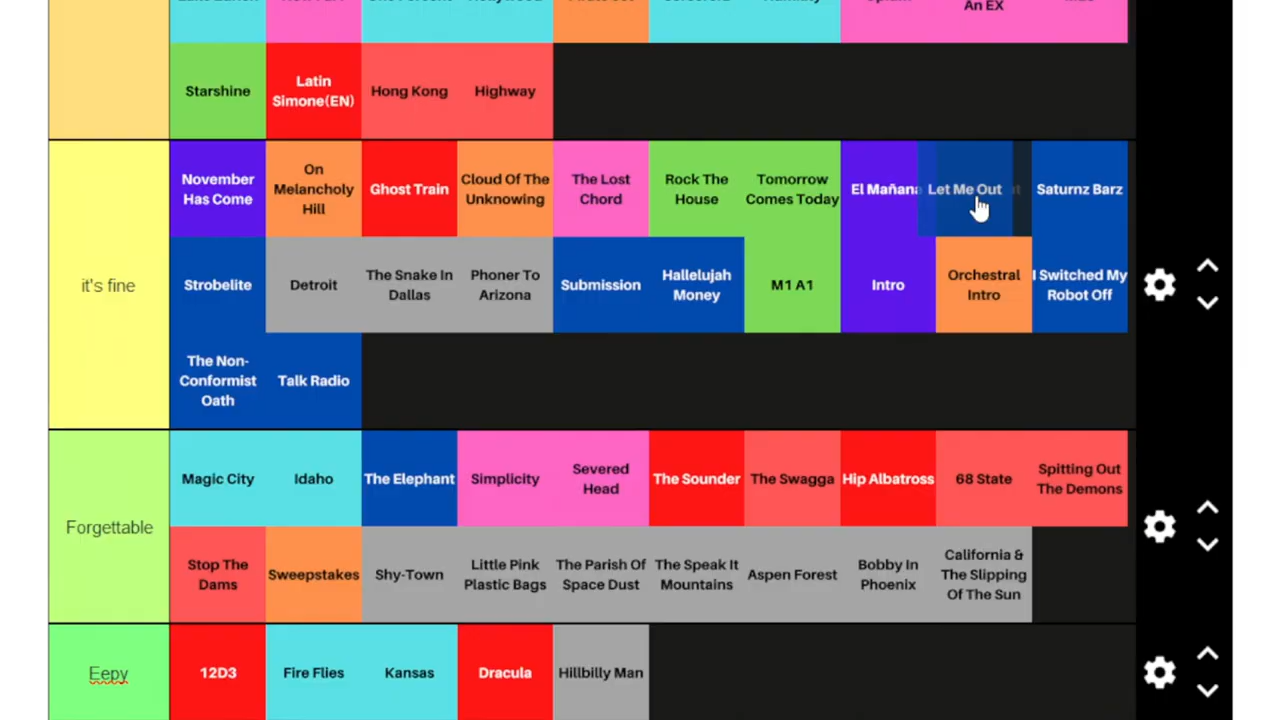 An EX
Starshine
Latin
Simone(EN)
Hong Kong
Highway
it's fine
November
Has Come
On
Melancholy
Hill
Ghost Train
Cloud Of The
Unknowing
The Lost
Chord
Rock The
House
Tomorrow
Comes Today
El Mañana
Let Me Out
Saturnz Barz
Strobelite
Detroit
The Snake In
Dallas
Phoner To
Arizona
Submission
Hallelujah
Money
M1 A1
Intro
Orchestral
Intro
I Switched My
Robot Off
The Non-
Conformist
Oath
Talk Radio
Forgettable
Magic City
Idaho
The Elephant
Simplicity
Severed
Head
The Sounder
The Swagga
Hip Albatross
68 State
Spitting Out
The Demons
Stop The
Dams
Sweepstakes
Shy-Town
Little Pink
Plastic Bags
The Parish Of
Space Dust
The Speak It
Mountains
Aspen Forest
Bobby In
Phoenix
California &
The Slipping
Of The Sun
Eepy
12D3
Fire Flies
Kansas
Dracula
Hillbilly Man